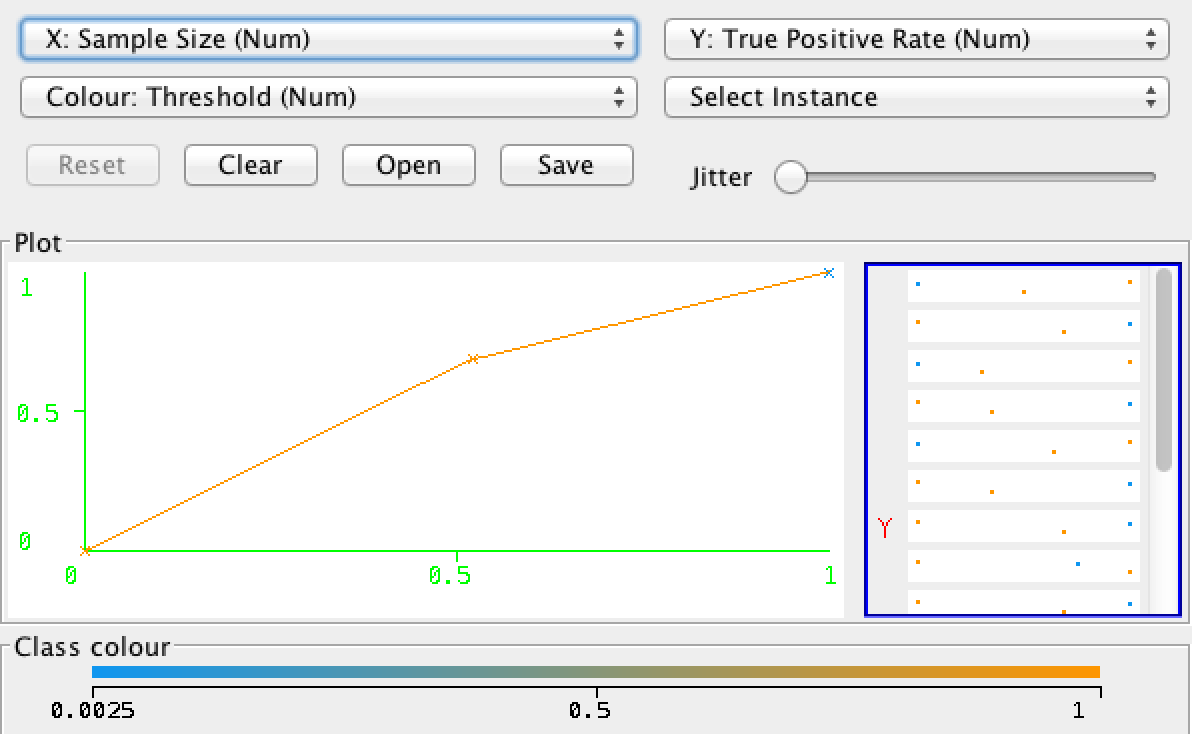 X: Sample Size (Num) Y: True Positive Rate (Num)
Colour: Threshold (Num) Select Instance
Reset Clear Open Save Jitter
Plot
1
0.5
0
0 0.5 1
Y
Class colour
0.0025 0.5 1